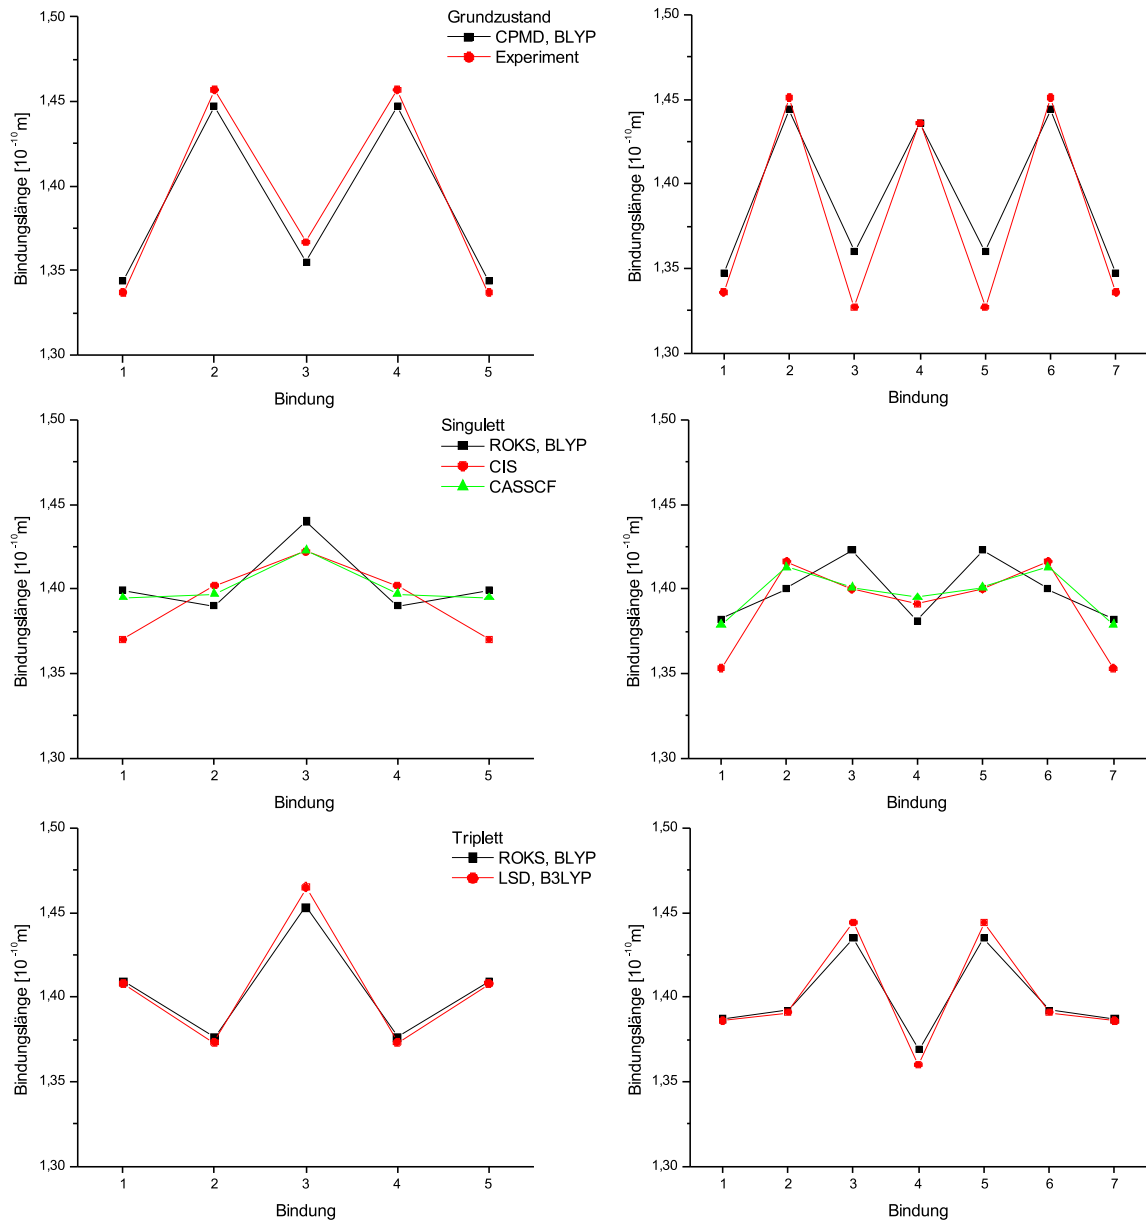 Grundzustand
CPMD, BLYP
Experiment
Bindungslänge [10⁻¹⁰m]
1,50
1,45
1,40
1,35
1,30
1 2 3 4 5
Bindung
Bindungslänge [10⁻¹⁰m]
1,50
1,45
1,40
1,35
1,30
1 2 3 4 5 6 7
Bindung
Singulett
ROKS, BLYP
CIS
CASSCF
Bindungslänge [10⁻¹⁰m]
1,50
1,45
1,40
1,35
1,30
1 2 3 4 5
Bindung
Bindungslänge [10⁻¹⁰m]
1,50
1,45
1,40
1,35
1,30
1 2 3 4 5 6 7
Bindung
Triplett
ROKS, BLYP
LSD, B3LYP
Bindungslänge [10⁻¹⁰m]
1,50
1,45
1,40
1,35
1,30
1 2 3 4 5
Bindung
Bindungslänge [10⁻¹⁰m]
1,50
1,45
1,40
1,35
1,30
1 2 3 4 5 6 7
Bindung